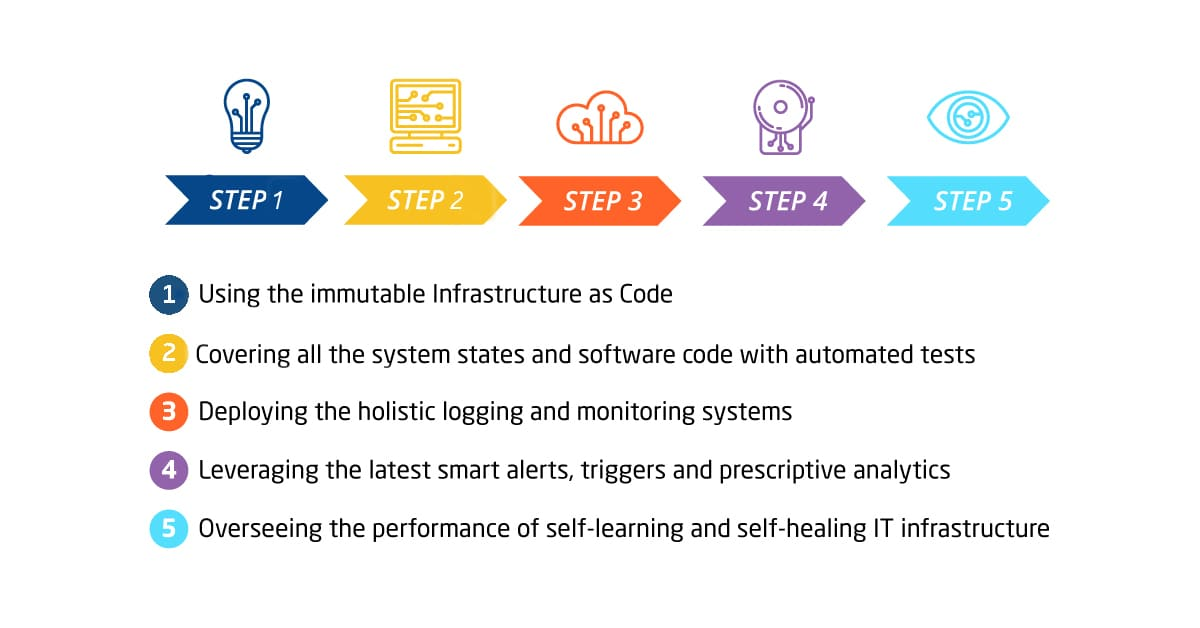 STEP 1
STEP 2
STEP 3
STEP 4
STEP 5
1 Using the immutable Infrastructure as Code
2 Covering all the system states and software code with automated tests
3 Deploying the holistic logging and monitoring systems
4 Leveraging the latest smart alerts, triggers and prescriptive analytics
5 Overseeing the performance of self-learning and self-healing IT infrastructure